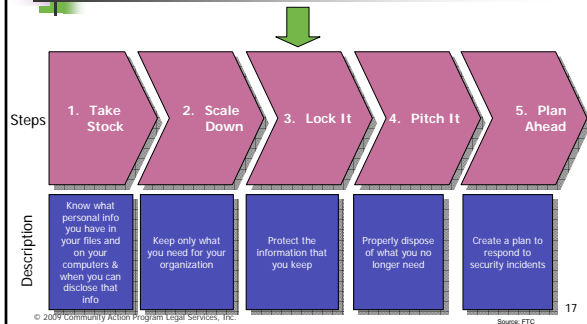 Steps
1. Take
Stock
2. Scale
Down
3. Lock It
4. Pitch It
5. Plan
Ahead
Description
Know what
personal info
you have in
your files and
on your
computers &
when you can
disclose that
info
Keep only what
you need for your
organization
Protect the
information that
you keep
Properly dispose
of what you no
longer need
Create a plan to
respond to
security incidents
© 2009 Community Action Program Legal Services, Inc.
17
Source: FTC